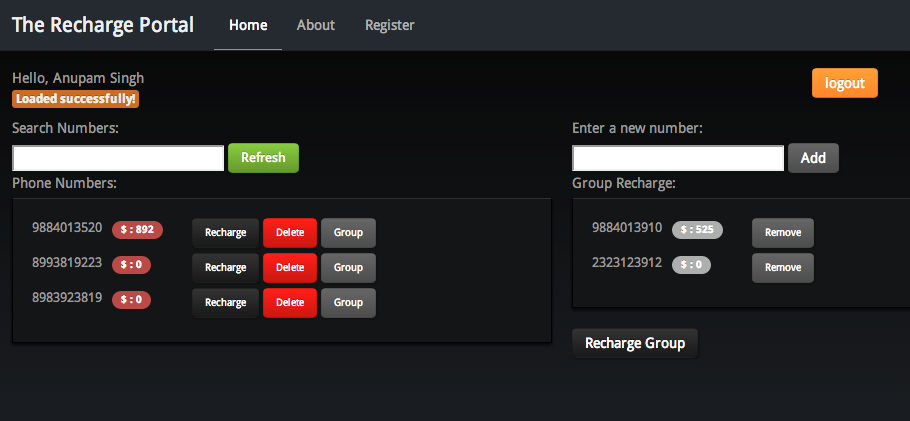 The Recharge Portal Home About Register
Hello, Anupam Singh
logout
Loaded successfully!
Search Numbers:
Refresh
Phone Numbers:
9884013520 $ : 892 Recharge Delete Group
8993819223 $ : 0 Recharge Delete Group
8983923819 $ : 0 Recharge Delete Group
Enter a new number:
Add
Group Recharge:
9884013910 $ : 525 Remove
2323123912 $ : 0 Remove
Recharge Group